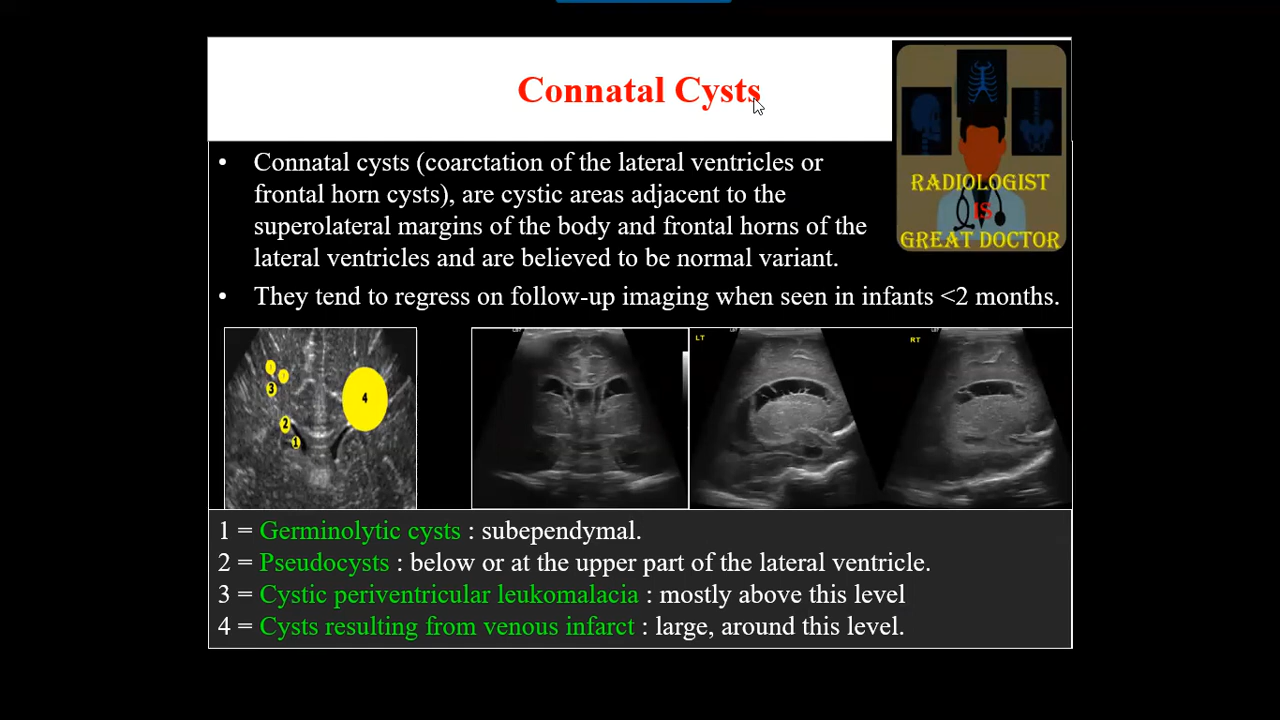 Connatal Cysts
RADIOLOGIST
IS
GREAT DOCTOR
• Connatal cysts (coarctation of the lateral ventricles or
frontal horn cysts), are cystic areas adjacent to the
superolateral margins of the body and frontal horns of the
lateral ventricles and are believed to be normal variant.
• They tend to regress on follow-up imaging when seen in infants <2 months.
3
2
1
4
LT
RT
1 = Germinolytic cysts : subependymal.
2 = Pseudocysts : below or at the upper part of the lateral ventricle.
3 = Cystic periventricular leukomalacia : mostly above this level
4 = Cysts resulting from venous infarct : large, around this level.